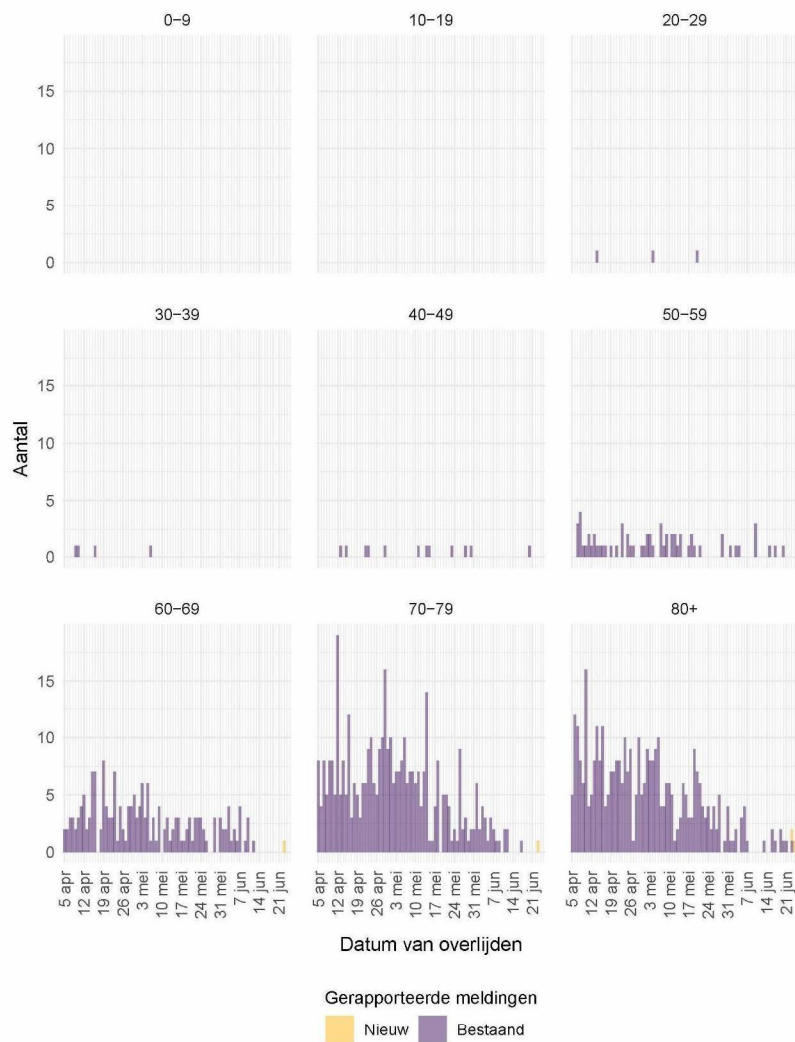 0−9 10−19 20−29
15
10
5
0
30−39 40−49 50−59
15
10
5
0
Aantal
60−69 70−79 80+
15
10
5
0
5 apr 12 apr 19 apr 26 apr 3 mei 10 mei 17 mei 24 mei 31 mei 7 jun 14 jun 21 jun 5 apr 12 apr 19 apr 26 apr 3 mei 10 mei 17 mei 24 mei 31 mei 7 jun 14 jun 21 jun 5 apr 12 apr 19 apr 26 apr 3 mei 10 mei 17 mei 24 mei 31 mei 7 jun 14 jun 21 jun
Datum van overlijden
Gerapporteerde meldingen
Nieuw Bestaand